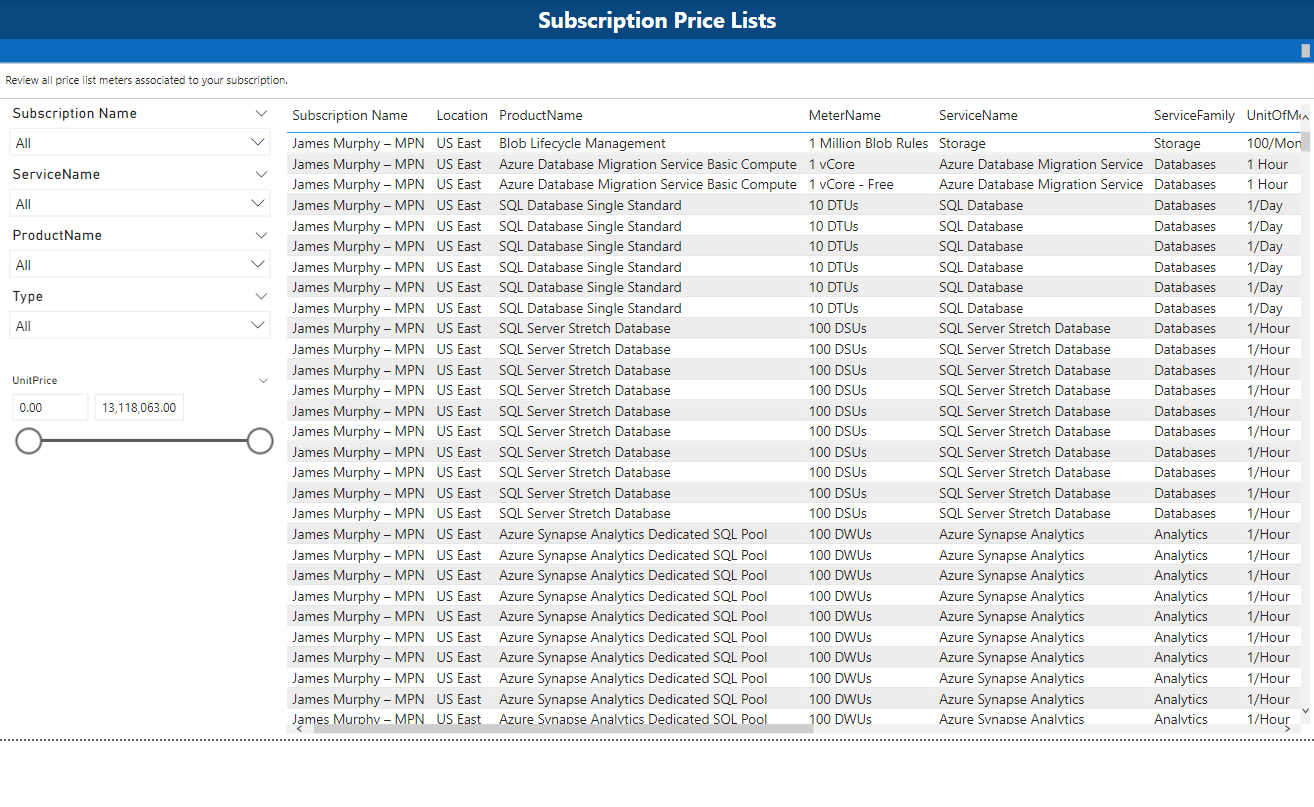 Subscription Price Lists
Review all price list meters associated to your subscription.
Subscription Name
All
ServiceName
All
ProductName
All
Type
All
UnitPrice
0.00 13,118,063.00
Subscription Name Location ProductName MeterName ServiceName ServiceFamily UnitOfMe
James Murphy – MPN US East Blob Lifecycle Management 1 Million Blob Rules Storage Storage 100/Mon
James Murphy – MPN US East Azure Database Migration Service Basic Compute 1 vCore Azure Database Migration Service Databases 1 Hour
James Murphy – MPN US East Azure Database Migration Service Basic Compute 1 vCore - Free Azure Database Migration Service Databases 1 Hour
James Murphy – MPN US East SQL Database Single Standard 10 DTUs SQL Database Databases 1/Day
James Murphy – MPN US East SQL Database Single Standard 10 DTUs SQL Database Databases 1/Day
James Murphy – MPN US East SQL Database Single Standard 10 DTUs SQL Database Databases 1/Day
James Murphy – MPN US East SQL Database Single Standard 10 DTUs SQL Database Databases 1/Day
James Murphy – MPN US East SQL Database Single Standard 10 DTUs SQL Database Databases 1/Day
James Murphy – MPN US East SQL Database Single Standard 10 DTUs SQL Database Databases 1/Day
James Murphy – MPN US East SQL Server Stretch Database 100 DSUs SQL Server Stretch Database Databases 1/Hour
James Murphy – MPN US East SQL Server Stretch Database 100 DSUs SQL Server Stretch Database Databases 1/Hour
James Murphy – MPN US East SQL Server Stretch Database 100 DSUs SQL Server Stretch Database Databases 1/Hour
James Murphy – MPN US East SQL Server Stretch Database 100 DSUs SQL Server Stretch Database Databases 1/Hour
James Murphy – MPN US East SQL Server Stretch Database 100 DSUs SQL Server Stretch Database Databases 1/Hour
James Murphy – MPN US East SQL Server Stretch Database 100 DSUs SQL Server Stretch Database Databases 1/Hour
James Murphy – MPN US East SQL Server Stretch Database 100 DSUs SQL Server Stretch Database Databases 1/Hour
James Murphy – MPN US East SQL Server Stretch Database 100 DSUs SQL Server Stretch Database Databases 1/Hour
James Murphy – MPN US East SQL Server Stretch Database 100 DSUs SQL Server Stretch Database Databases 1/Hour
James Murphy – MPN US East SQL Server Stretch Database 100 DSUs SQL Server Stretch Database Databases 1/Hour
James Murphy – MPN US East Azure Synapse Analytics Dedicated SQL Pool 100 DWUs Azure Synapse Analytics Analytics 1/Hour
James Murphy – MPN US East Azure Synapse Analytics Dedicated SQL Pool 100 DWUs Azure Synapse Analytics Analytics 1/Hour
James Murphy – MPN US East Azure Synapse Analytics Dedicated SQL Pool 100 DWUs Azure Synapse Analytics Analytics 1/Hour
James Murphy – MPN US East Azure Synapse Analytics Dedicated SQL Pool 100 DWUs Azure Synapse Analytics Analytics 1/Hour
James Murphy – MPN US East Azure Synapse Analytics Dedicated SQL Pool 100 DWUs Azure Synapse Analytics Analytics 1/Hour
James Murphy – MPN US East Azure Synapse Analytics Dedicated SQL Pool 100 DWUs Azure Synapse Analytics Analytics 1/Hour
James Murphy – MPN US East Azure Synapse Analytics Dedicated SQL Pool 100 DWUs Azure Synapse Analytics Analytics 1/Hour
James Murphy – MPN US East Azure Synapse Analytics Dedicated SQL Pool 100 DWUs Azure Synapse Analytics Analytics 1/Hour
James Murphy – MPN US East Azure Synapse Analytics Dedicated SQL Pool 100 DWUs Azure Synapse Analytics Analytics 1/Hour
James Murphy – MPN US East Azure Synapse Analytics Dedicated SQL Pool 100 DWUs Azure Synapse Analytics Analytics 1/Hour